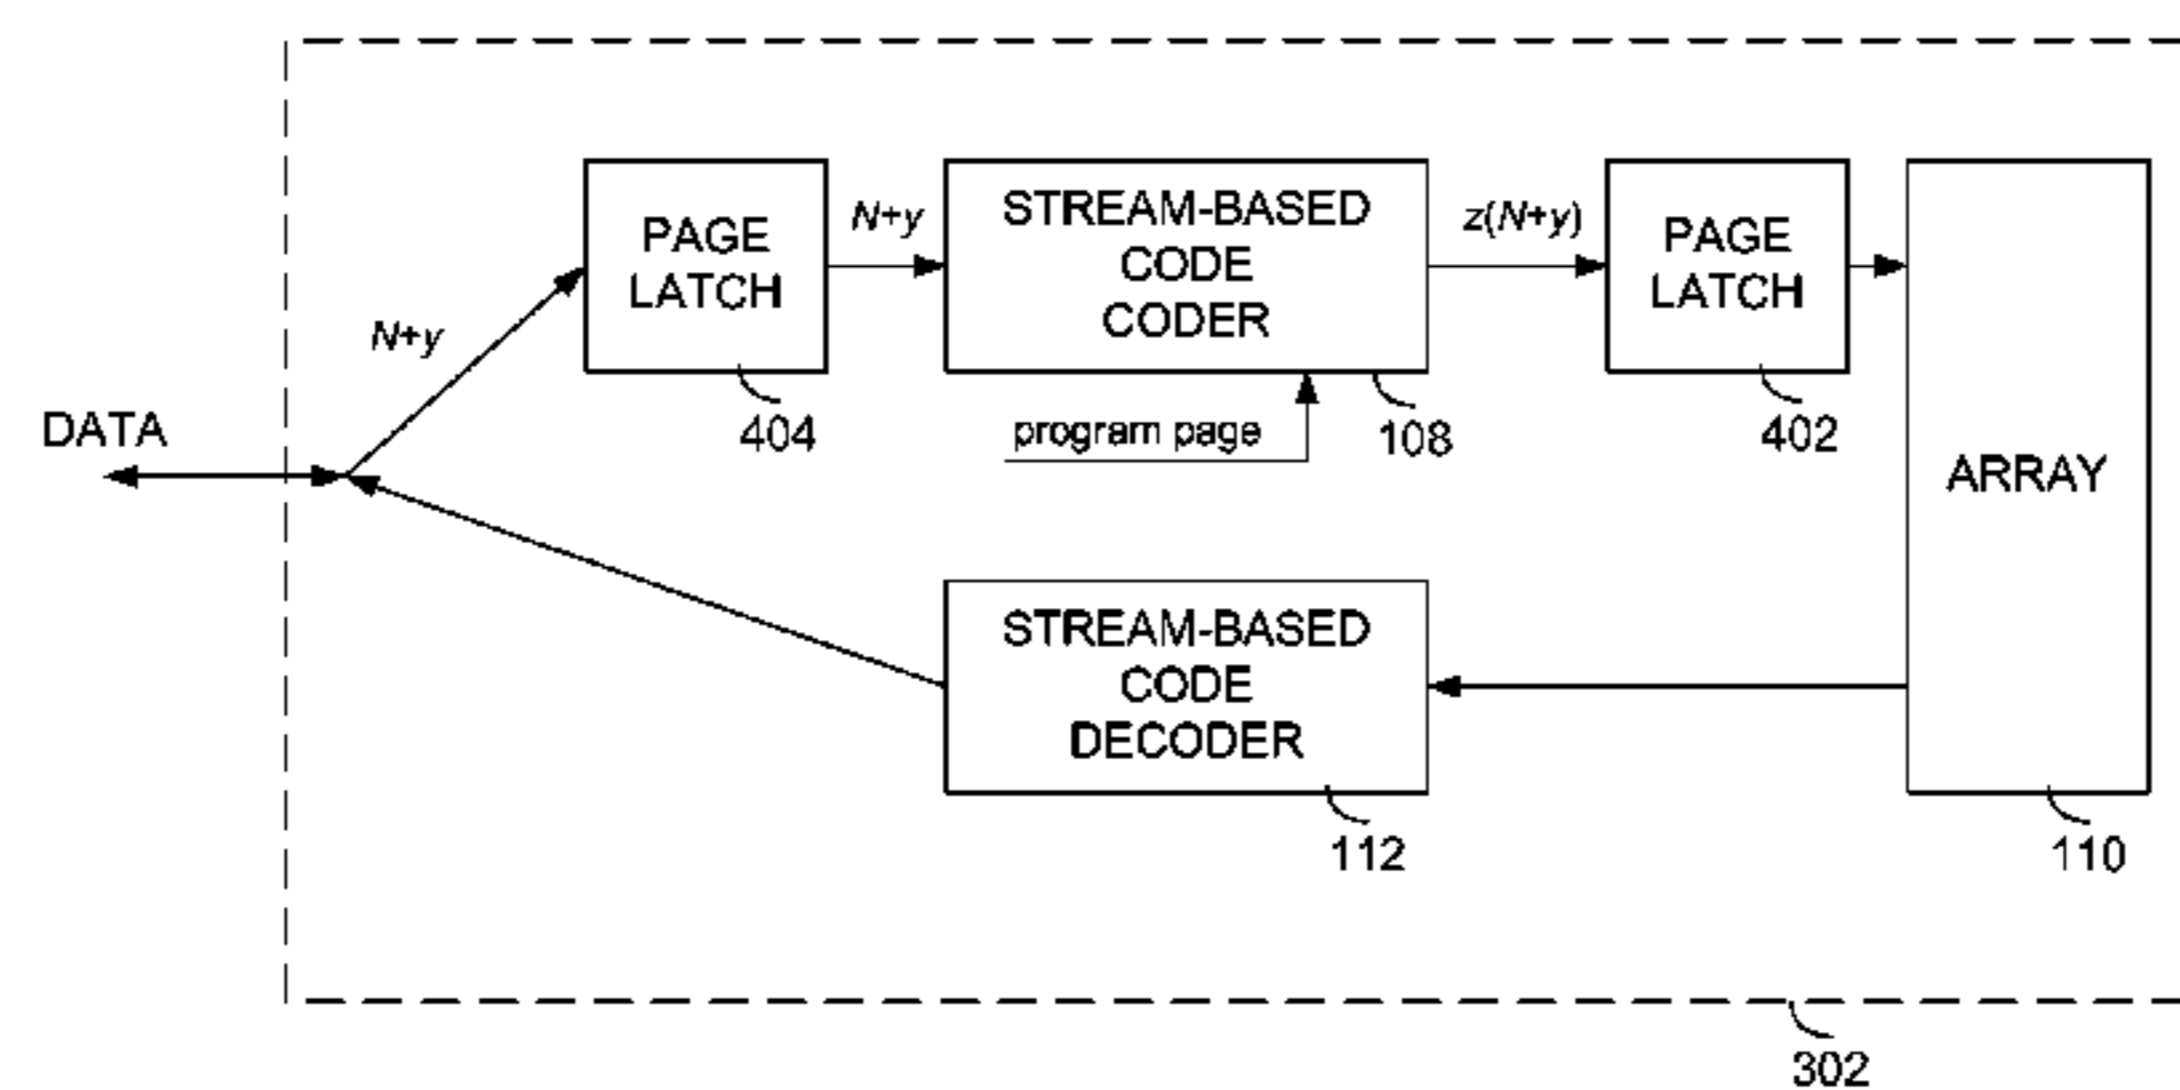 PAGE
LATCH
N+y
STREAM-BASED
CODE
CODER
z(N+y)
PAGE
LATCH
N+y
DATA
404
program page
108
402
ARRAY
STREAM-BASED
CODE
DECODER
112
110
302